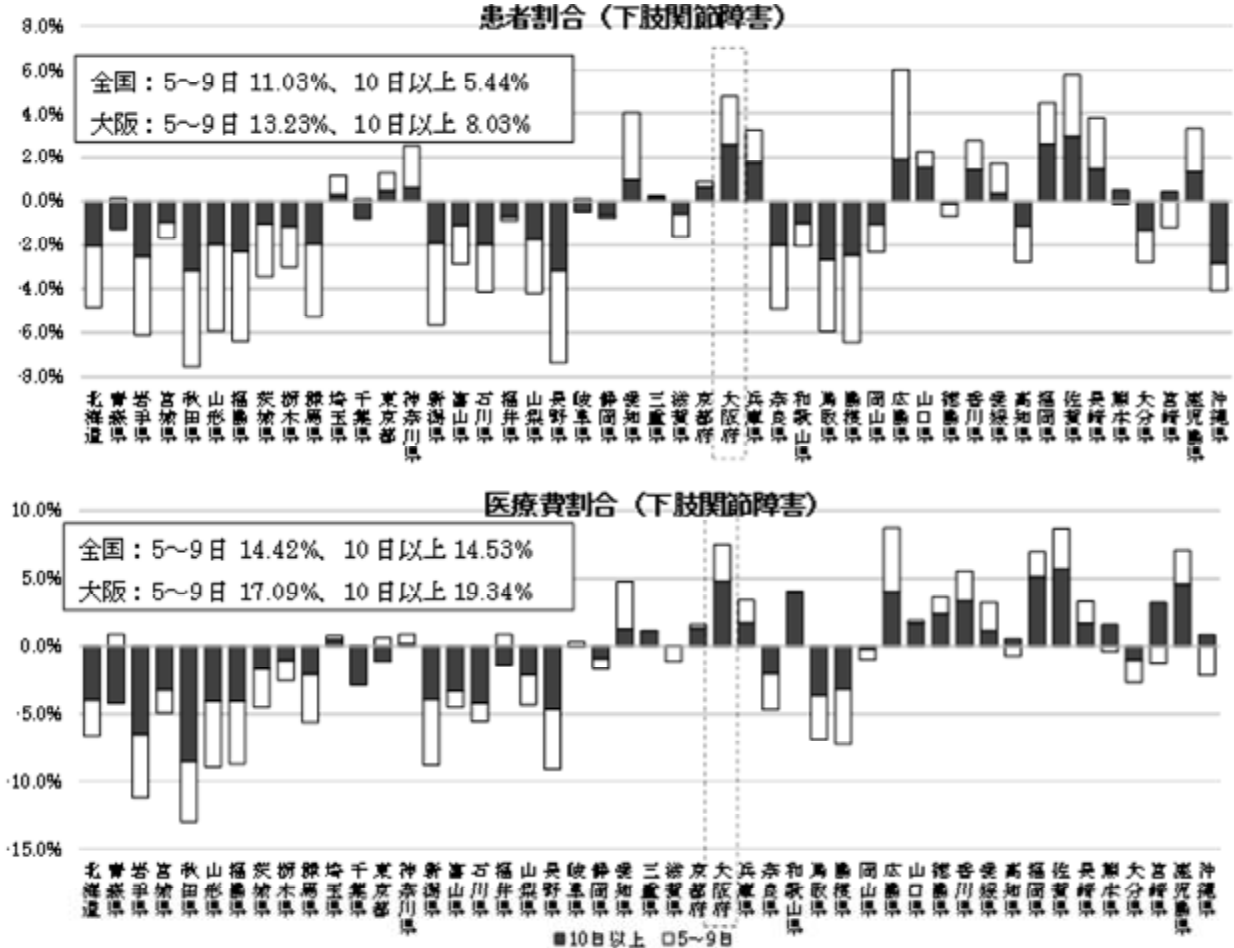 患者割合（下肢関節障害）
8.0%
6.0%
4.0%
2.0%
0.0%
-2.0%
-4.0%
-6.0%
-8.0%
全国：5～9日 11.03%、10日以上 5.44%
大阪：5～9日 13.23%、10日以上 8.03%
北海道 青森県 岩手県 宮城県 秋田県 山形県 福島県 茨城県 栃木県 群馬県 埼玉県 千葉県 東京都 神奈川県 新潟県 富山県 石川県 福井県 山梨県 長野県 岐阜県 静岡県 愛知県 三重県 滋賀県 京都府 大阪府 兵庫県 奈良県 和歌山県 鳥取県 島根県 岡山県 広島県 山口県 徳島県 香川県 愛媛県 高知県 福岡県 佐賀県 長崎県 熊本県 大分県 宮崎県 鹿児島県 沖縄県
医療費割合（下肢関節障害）
10.0%
5.0%
0.0%
-5.0%
-10.0%
-15.0%
全国：5～9日 14.42%、10日以上 14.53%
大阪：5～9日 17.09%、10日以上 19.34%
北海道 青森県 岩手県 宮城県 秋田県 山形県 福島県 茨城県 栃木県 群馬県 埼玉県 千葉県 東京都 神奈川県 新潟県 富山県 石川県 福井県 山梨県 長野県 岐阜県 静岡県 愛知県 三重県 滋賀県 京都府 大阪府 兵庫県 奈良県 和歌山県 鳥取県 島根県 岡山県 広島県 山口県 徳島県 香川県 愛媛県 高知県 福岡県 佐賀県 長崎県 熊本県 大分県 宮崎県 鹿児島県 沖縄県
■10日以上 □5～9日